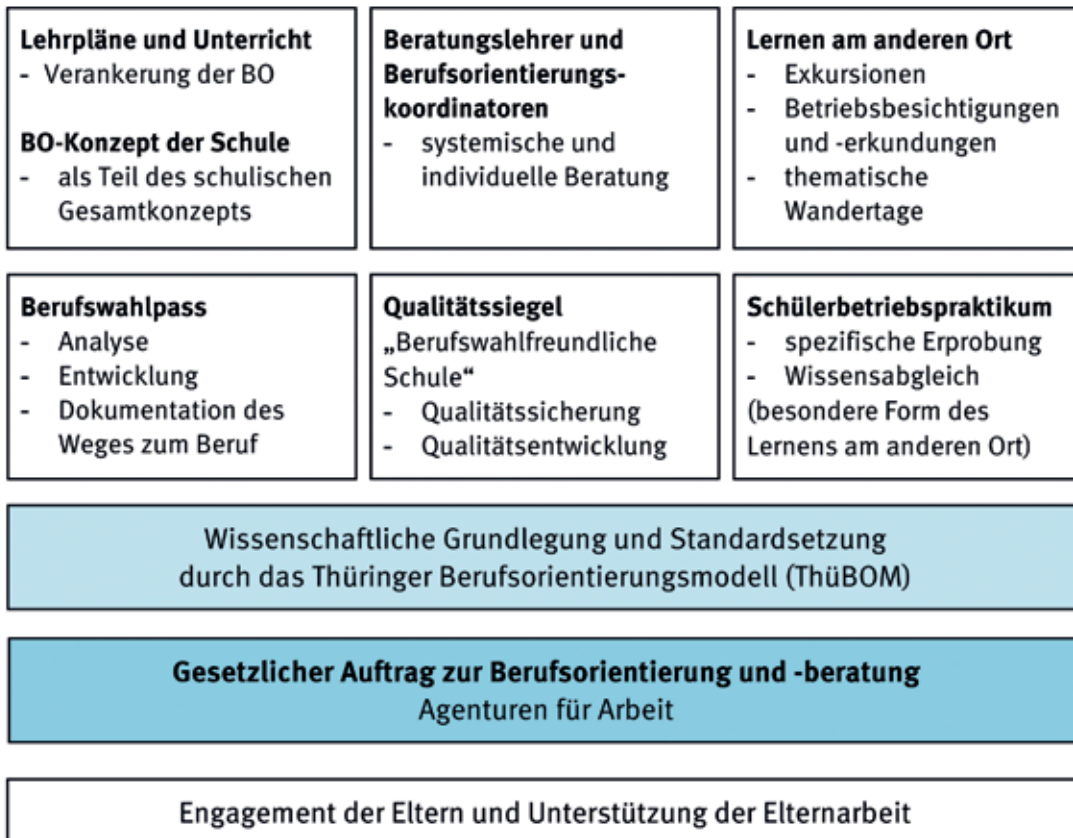 Lehrpläne und Unterricht
- Verankerung der BO
BO-Konzept der Schule
- als Teil des schulischen
Gesamtkonzepts
Beratungslehrer und
Berufsorientierungs-
koordinatoren
- systemische und
individuelle Beratung
Lernen am anderen Ort
- Exkursionen
- Betriebsbesichtigungen
und -erkundungen
- thematische
Wandertage
Berufswahlpass
- Analyse
- Entwicklung
- Dokumentation des
Weges zum Beruf
Qualitätssiegel
„Berufswahlfreundliche
Schule“
- Qualitätssicherung
- Qualitätsentwicklung
Schülerbetriebspraktikum
- spezifische Erprobung
- Wissensabgleich
(besondere Form des
Lernens am anderen Ort)
Wissenschaftliche Grundlegung und Standardsetzung
durch das Thüringer Berufsorientierungsmodell (ThüBOM)
Gesetzlicher Auftrag zur Berufsorientierung und -beratung
Agenturen für Arbeit
Engagement der Eltern und Unterstützung der Elternarbeit